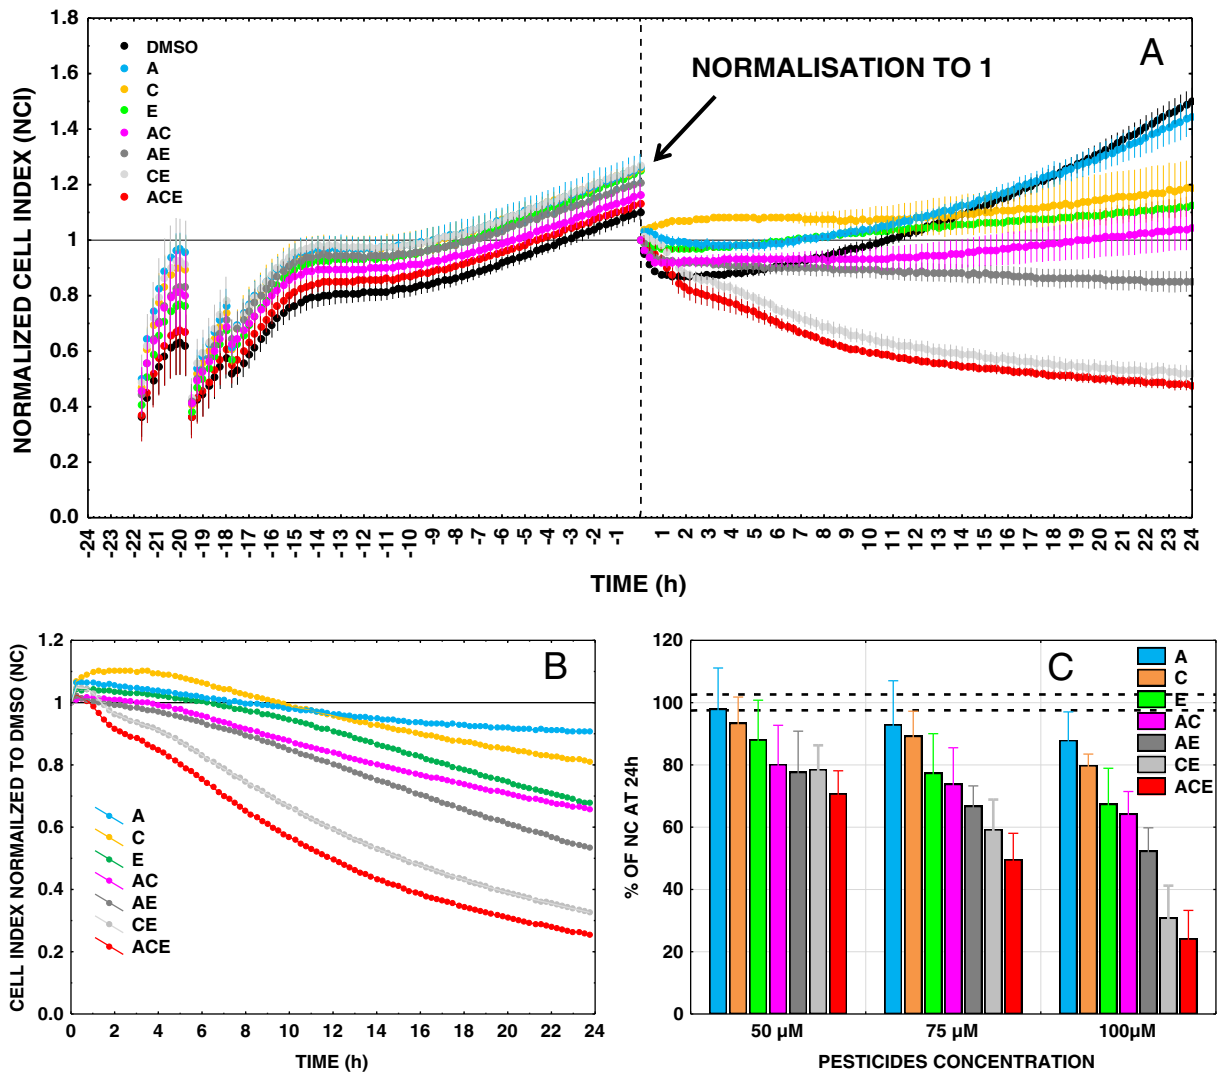 A
NORMALISATION TO 1
DMSO
A
C
E
AC
AE
CE
ACE
NORMALIZED CELL INDEX (NCI)
1.8
1.6
1.4
1.2
1
0.8
0.6
0.4
0.2
0.0
-24 -23 -22 -21 -20 -19 -18 -17 -16 -15 -14 -13 -12 -11 -10 -9 -8 -7 -6 -5 -4 -3 -2 -1 1 2 3 4 5 6 7 8 9 10 11 12 13 14 15 16 17 18 19 20 21 22 23 24
TIME (h)
B
CELL INDEX NORMAILZED TO DMSO (NC)
1.2
1
0.8
0.6
0.4
0.2
0.0
A
C
E
AC
AE
CE
ACE
0 2 4 6 8 10 12 14 16 18 20 22 24
TIME (h)
C
% OF NC AT 24h
120
100
80
60
40
20
0
A
C
E
AC
AE
CE
ACE
50 µM 75 µM 100µM
PESTICIDES CONCENTRATION